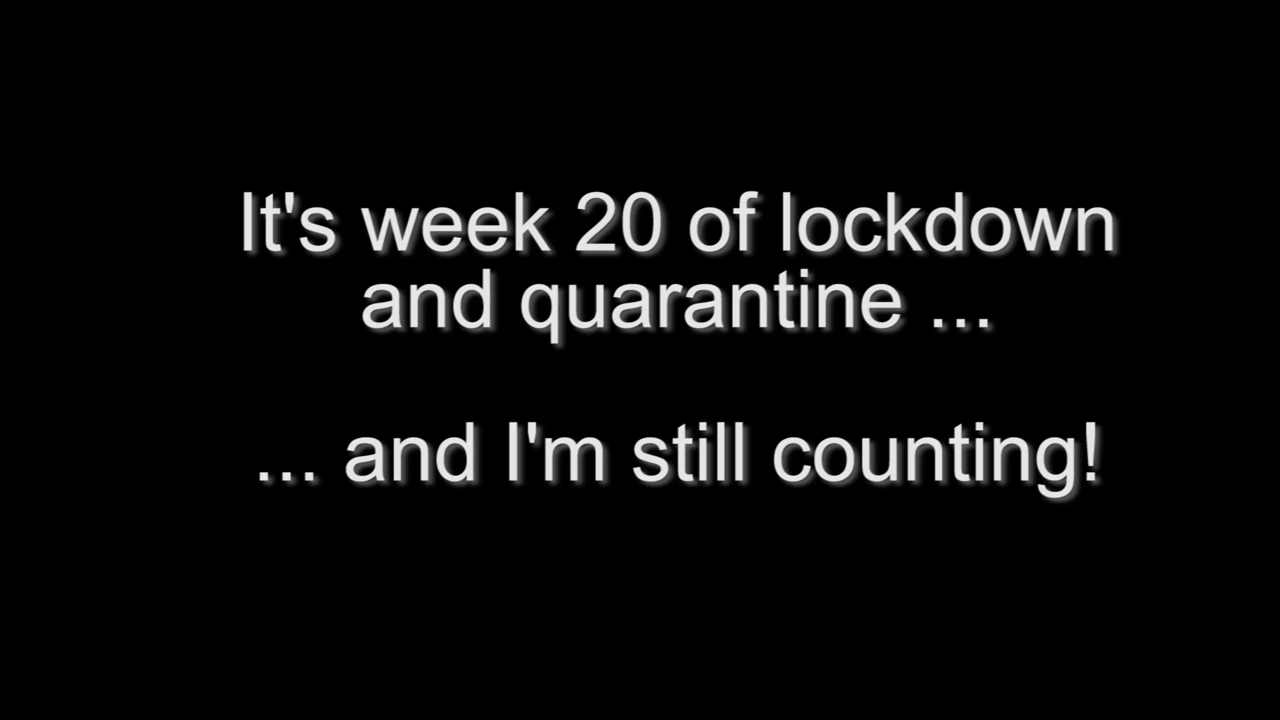 It's week 20 of lockdown
and quarantine ...
... and I'm still counting!